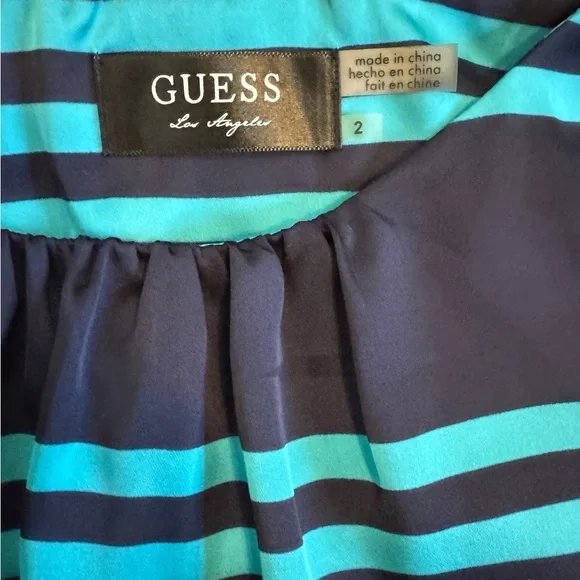 GUESS
Los Angeles
made in china
hecho en china
fait en chine
2